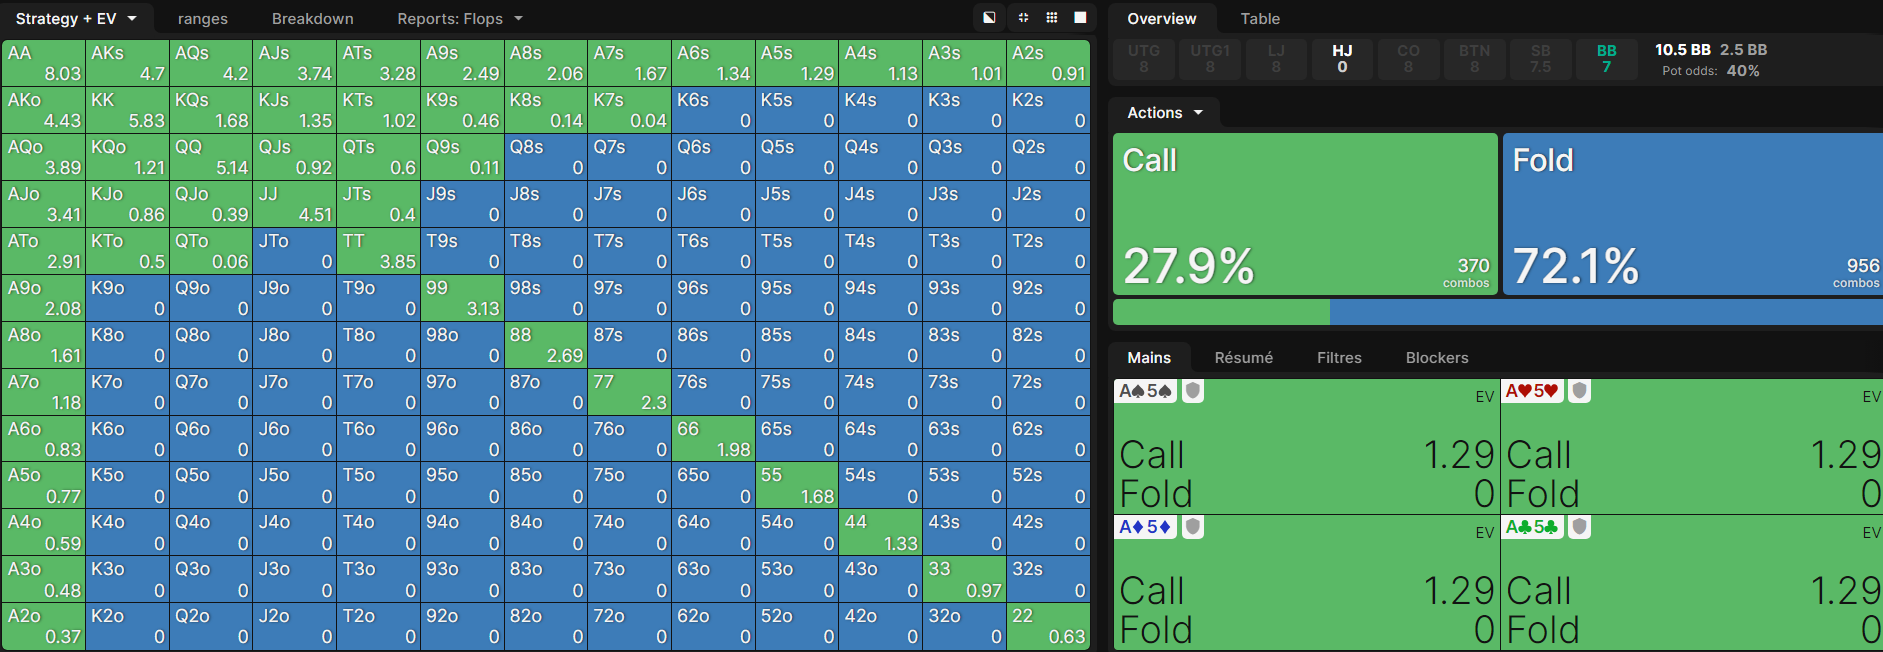 Strategy + EV ranges Breakdown Reports: Flops
AA AKs AQs AJs ATs A9s A8s A7s A6s A5s A4s A3s A2s
8.03 4.7 4.2 3.74 3.28 2.49 2.06 1.67 1.34 1.29 1.13 1.01 0.91
AKo KK KQs KJs KTs K9s K8s K7s K6s K5s K4s K3s K2s
4.43 5.83 1.68 1.35 1.02 0.46 0.14 0.04 0 0 0 0 0
AQo KQo QQ QJs QTs Q9s Q8s Q7s Q6s Q5s Q4s Q3s Q2s
3.89 1.21 5.14 0.92 0.6 0.11 0 0 0 0 0 0 0
AJo KJo QJo JJ JTs J9s J8s J7s J6s J5s J4s J3s J2s
3.41 0.86 0.39 4.51 0.4 0 0 0 0 0 0 0 0
ATo KTo QTo JTo TT T9s T8s T7s T6s T5s T4s T3s T2s
2.91 0.5 0.06 0 3.85 0 0 0 0 0 0 0 0
A9o K9o Q9o J9o T9o 99 98s 97s 96s 95s 94s 93s 92s
2.08 0 0 0 0 3.13 0 0 0 0 0 0 0
A8o K8o Q8o J8o T8o 98o 88 87s 86s 85s 84s 83s 82s
1.61 0 0 0 0 0 2.69 0 0 0 0 0 0
A7o K7o Q7o J7o T7o 97o 87o 77 76s 75s 74s 73s 72s
1.18 0 0 0 0 0 0 2.3 0 0 0 0 0
A6o K6o Q6o J6o T6o 96o 86o 76o 66 65s 64s 63s 62s
0.83 0 0 0 0 0 0 0 1.98 0 0 0 0
A5o K5o Q5o J5o T5o 95o 85o 75o 65o 55 54s 53s 52s
0.77 0 0 0 0 0 0 0 0 1.68 0 0 0
A4o K4o Q4o J4o T4o 94o 84o 74o 64o 54o 44 43s 42s
0.59 0 0 0 0 0 0 0 0 0 1.33 0 0
A3o K3o Q3o J3o T3o 93o 83o 73o 63o 53o 43o 33 32s
0.48 0 0 0 0 0 0 0 0 0 0 0.97 0
A2o K2o Q2o J2o T2o 92o 82o 72o 62o 52o 42o 32o 22
0.37 0 0 0 0 0 0 0 0 0 0 0 0.63
Overview Table
UTG UTG1 LJ HJ CO BTN SB BB
8 8 8 0 8 8 7.5 7
10.5 BB 2.5 BB
Pot odds: 40%
Actions
Call Fold
27.9% 370 combos 72.1% 956 combos
Mains Résumé Filtres Blockers
A♠5♠ EV A♥5♥ EV
Call 1.29 Call 1.29
Fold 0 Fold 0
A♦5♦ EV A♣5♣ EV
Call 1.29 Call 1.29
Fold 0 Fold 0